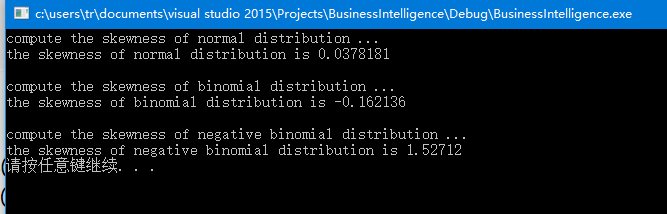 c:\users\tr\documents\visual studio 2015\Projects\BusinessIntelligence\Debug\BusinessIntelligence.exe
compute the skewness of normal distribution ...
the skewness of normal distribution is 0.0378181
compute the skewness of binomial distribution ...
the skewness of binomial distribution is -0.162136
compute the skewness of negative binomial distribution ...
the skewness of negative binomial distribution is 1.52712
请按任意键继续. . .